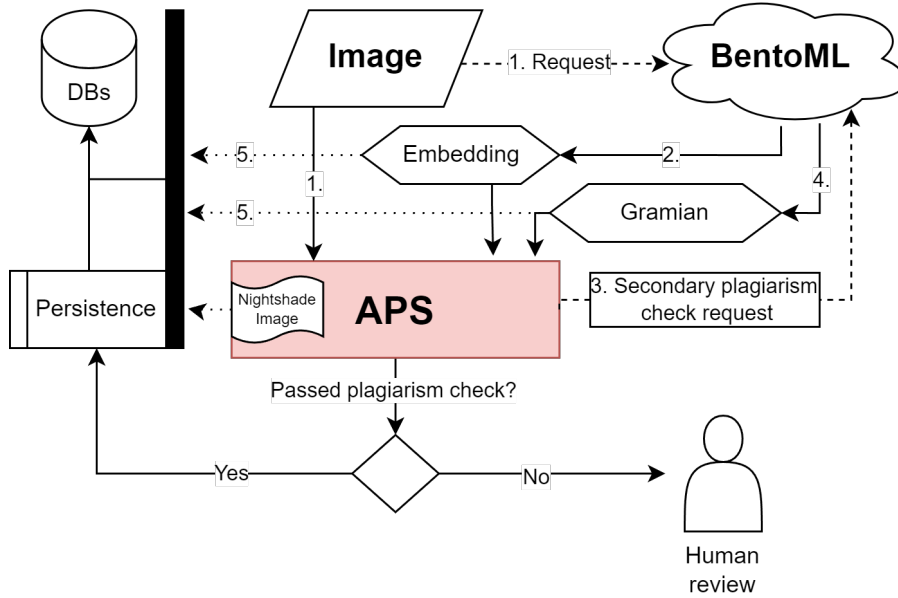 Image
BentoML
1. Request
DBs
5.
Embedding
2.
1.
4.
5.
Gramian
Nightshade
Image
APS
3. Secondary plagiarism
check request
Persistence
Passed plagiarism check?
Yes
No
Human
review